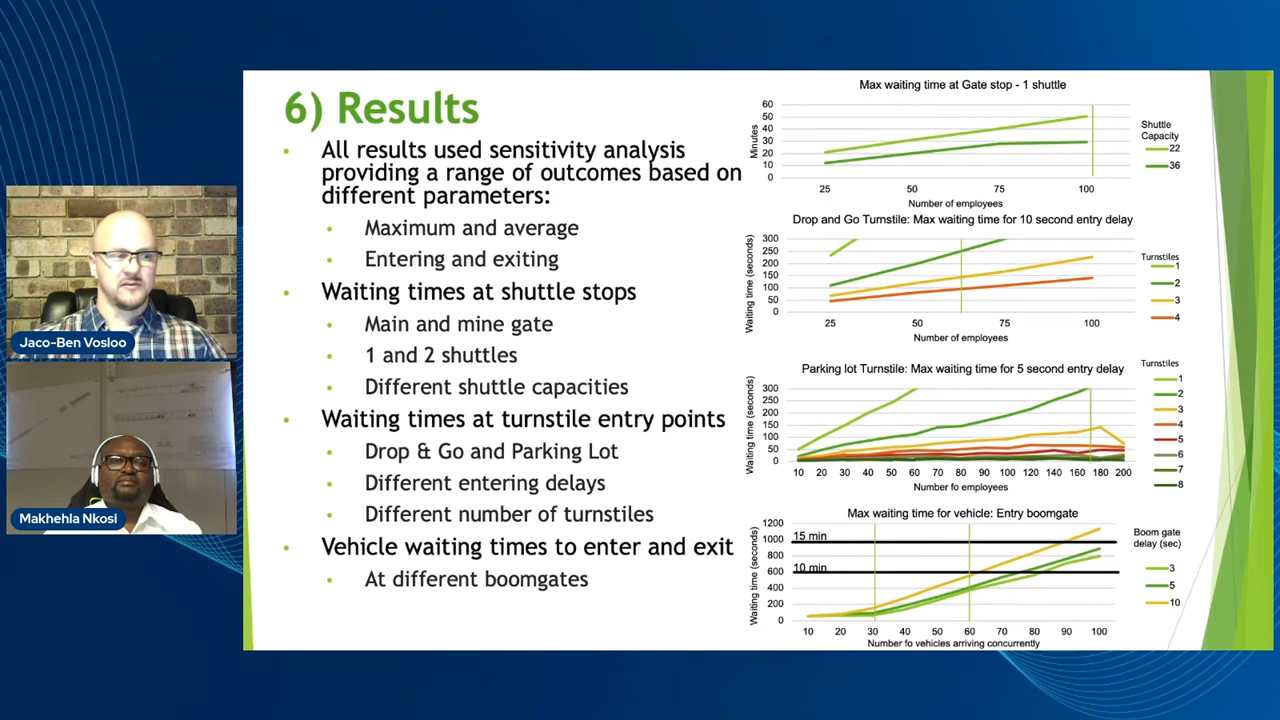 6) Results
• All results used sensitivity analysis
providing a range of outcomes based on
different parameters:
• Maximum and average
• Entering and exiting
• Waiting times at shuttle stops
• Main and mine gate
• 1 and 2 shuttles
• Different shuttle capacities
• Waiting times at turnstile entry points
• Drop & Go and Parking Lot
• Different entering delays
• Different number of turnstiles
• Vehicle waiting times to enter and exit
• At different boomgates
Jaco-Ben Vosloo
Makhehla Nkosi
Max waiting time at Gate stop - 1 shuttle
Minutes
60
50
40
30
20
10
0
25 50 75 100
Number of employees
Shuttle
Capacity
22
36
Drop and Go Turnstile: Max waiting time for 10 second entry delay
Waiting time (seconds)
300
250
200
150
100
50
0
25 50 75 100
Number of employees
Turnstiles
1
2
3
4
Parking lot Turnstile: Max waiting time for 5 second entry delay
Waiting time (seconds)
300
250
200
150
100
50
0
10 20 30 40 50 60 70 80 90 100 120 140 160 180 200
Number fo employees
Turnstiles
1
2
3
4
5
6
7
8
Max waiting time for vehicle: Entry boomgate
Waiting time (seconds)
1200
1000
800
600
400
200
0
15 min
10 min
10 20 30 40 50 60 70 80 90 100
Number fo vehicles arriving concurrently
Boom gate
delay (sec)
3
5
10